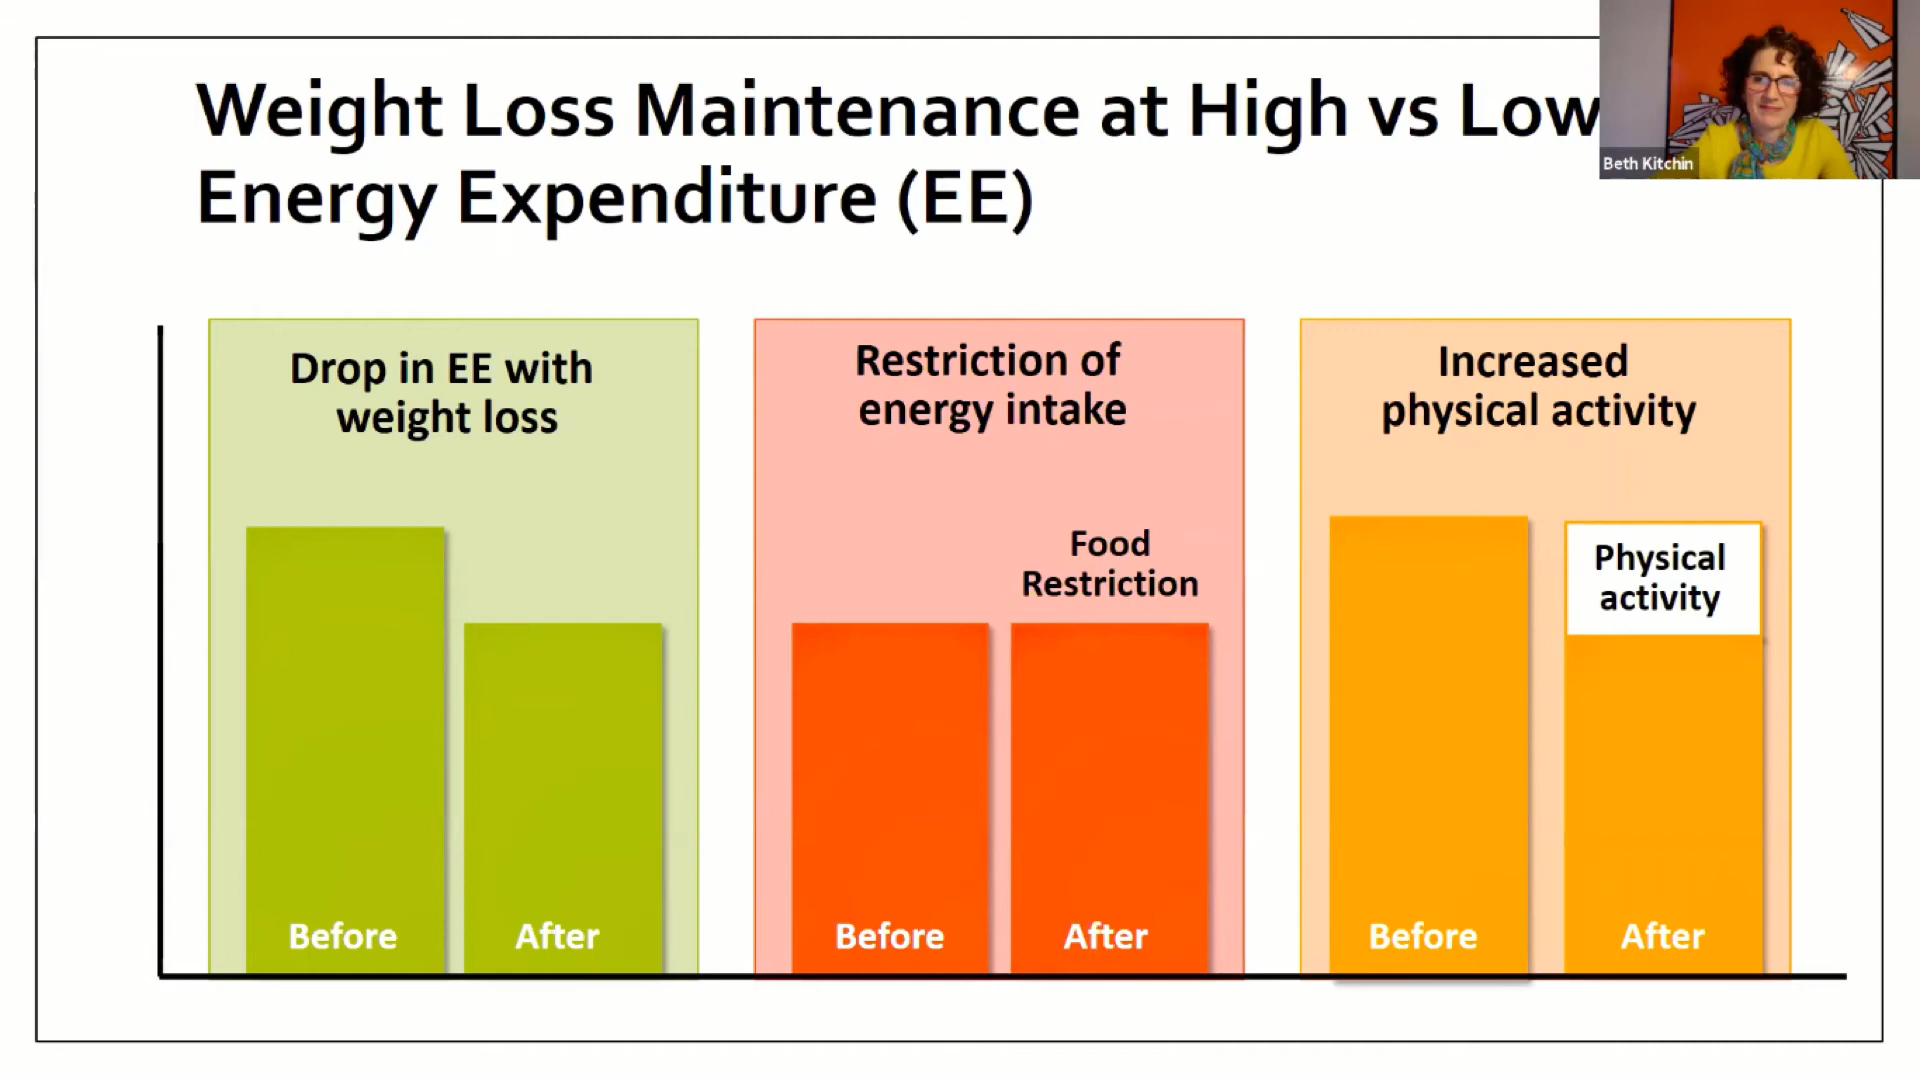 Weight Loss Maintenance at High vs Low
Energy Expenditure (EE)
Beth Kitchin
Drop in EE with
weight loss
Before
After
Restriction of
energy intake
Food
Restriction
Before
After
Increased
physical activity
Physical
activity
Before
After